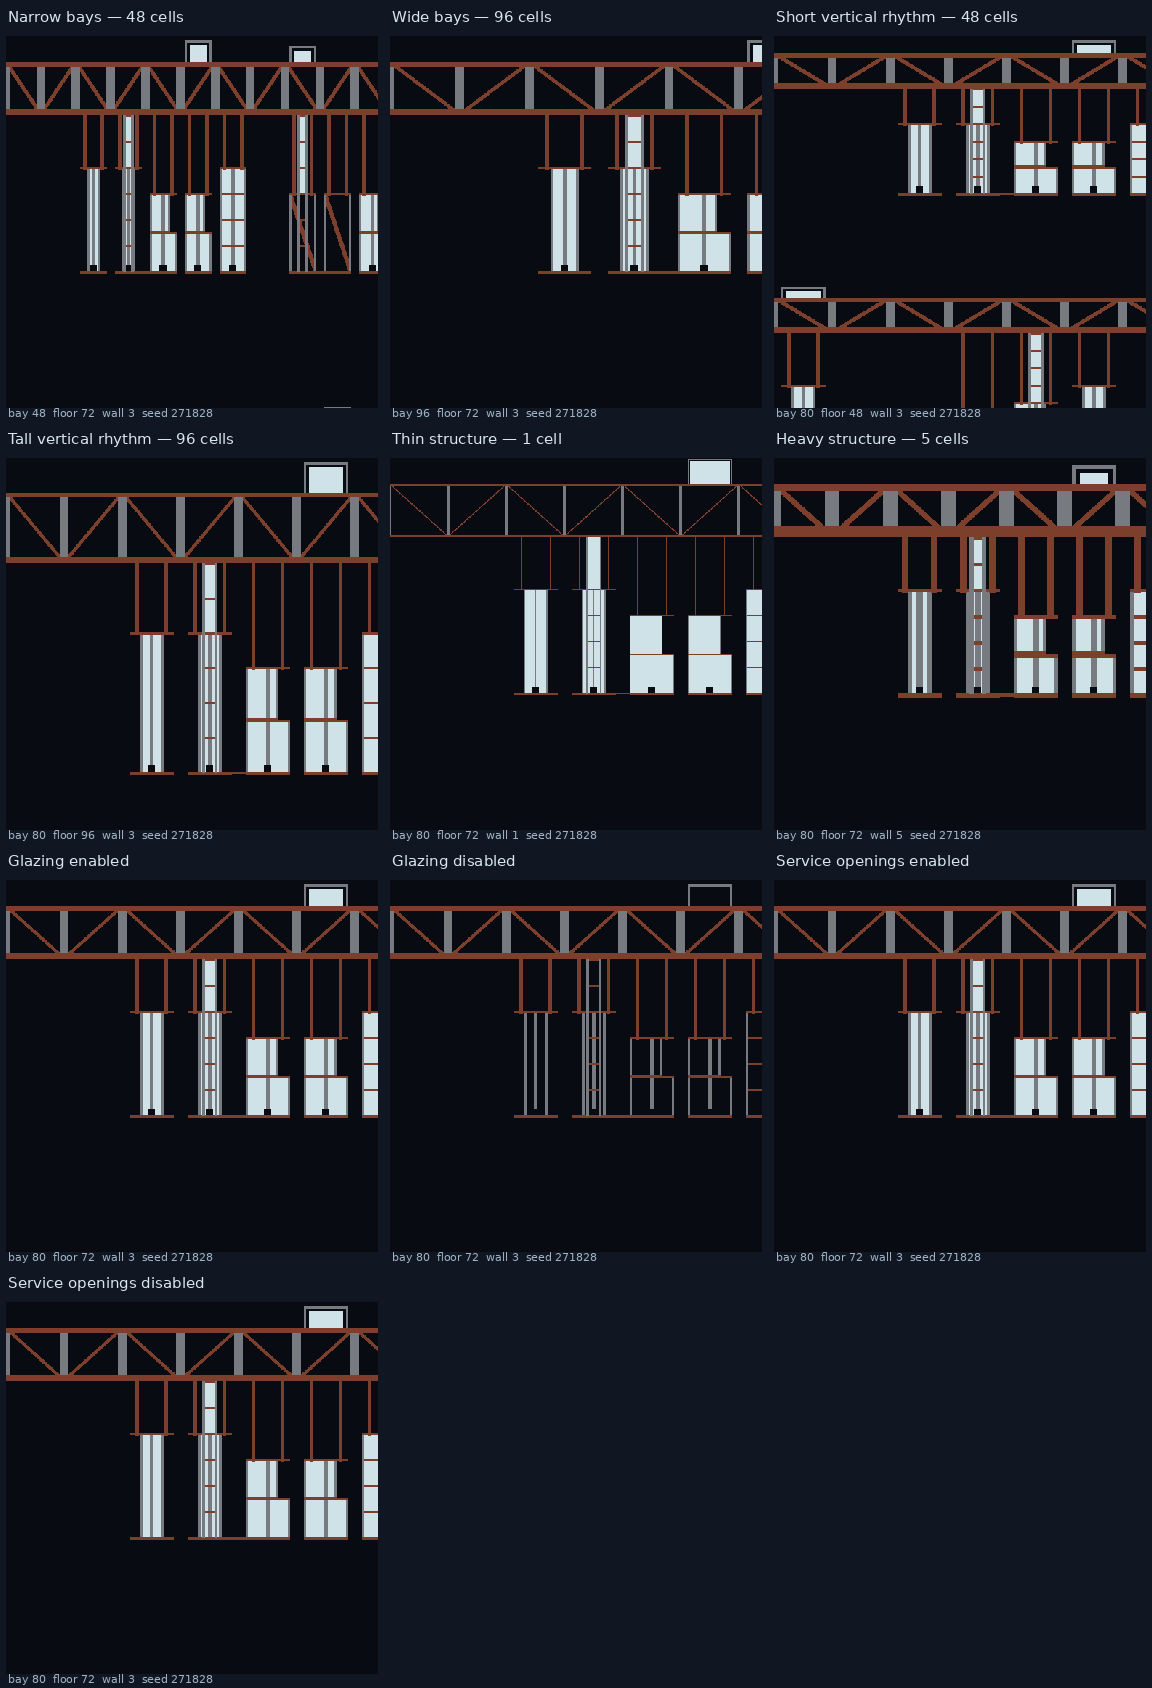 Narrow bays — 48 cells
Wide bays — 96 cells
Short vertical rhythm — 48 cells
bay 48 floor 72 wall 3 seed 271828
bay 96 floor 72 wall 3 seed 271828
bay 80 floor 48 wall 3 seed 271828
Tall vertical rhythm — 96 cells
Thin structure — 1 cell
Heavy structure — 5 cells
bay 80 floor 96 wall 3 seed 271828
bay 80 floor 72 wall 1 seed 271828
bay 80 floor 72 wall 5 seed 271828
Glazing enabled
Glazing disabled
Service openings enabled
bay 80 floor 72 wall 3 seed 271828
bay 80 floor 72 wall 3 seed 271828
bay 80 floor 72 wall 3 seed 271828
Service openings disabled
bay 80 floor 72 wall 3 seed 271828